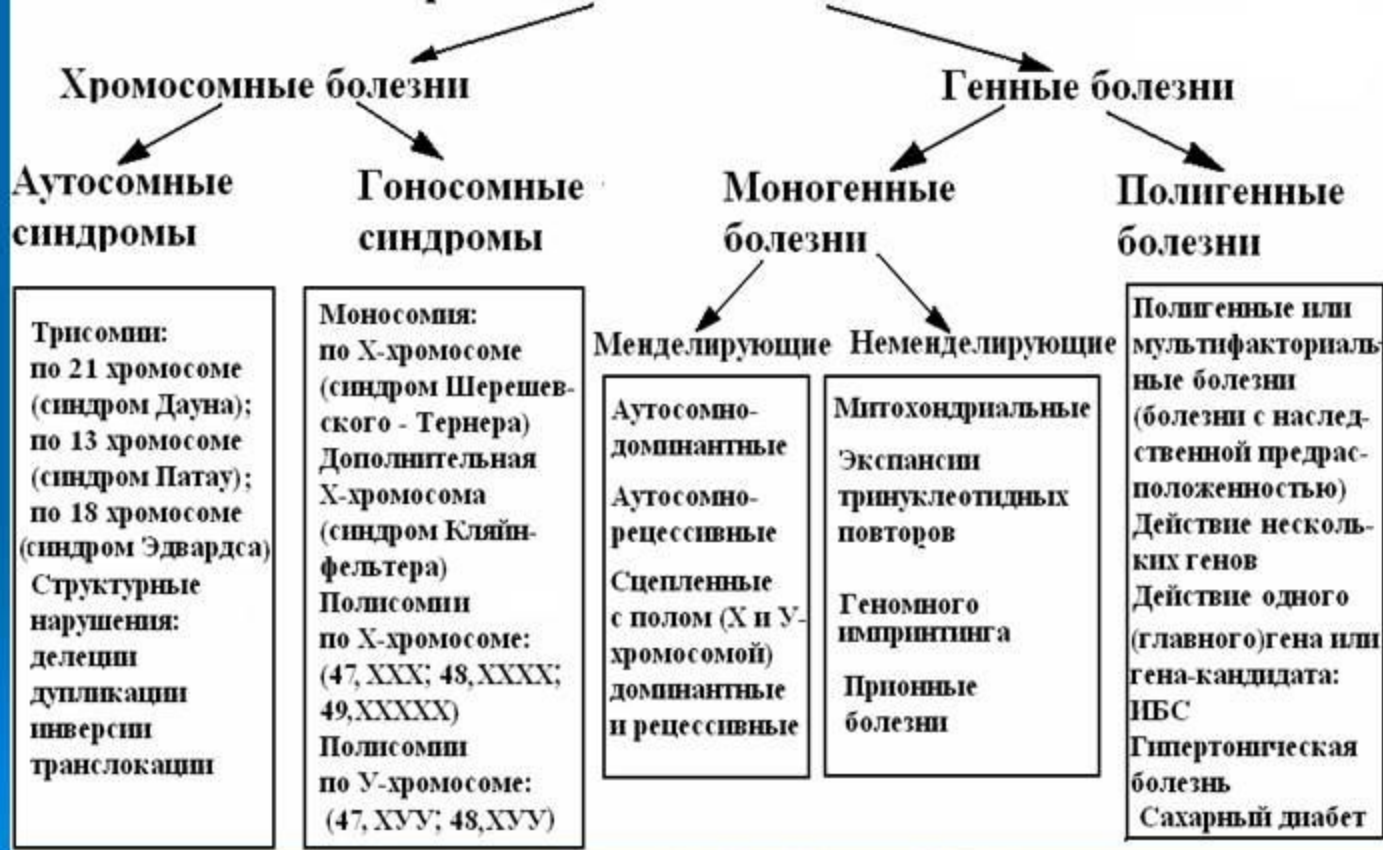 Хромосомные болезни
Генные болезни
Аутосомные
синдромы
Гоносомные
синдромы
Моногенные
болезни
Полигенные
болезни
Трисомии:
по 21 хромосоме
(синдром Дауна);
по 13 хромосоме
(синдром Патау);
по 18 хромосоме
(синдром Эдвардса)
Структурные
нарушения:
делеции
дупликации
инверсии
транслокации
Моносомия:
по Х-хромосоме
(синдром Шерешев-
ского - Тернера)
Дополнительная
Х-хромосома
(синдром Кляйн-
фельтера)
Полисомии
по Х-хромосоме:
(47, ХХХ; 48,ХХХХ;
49,ХХХХХ)
Полисомии
по У-хромосоме:
(47, ХУУ; 48,ХУУ)
Менделирующие
Аутосомно-
доминантные
Аутосомно-
рецессивные
Сцепленные
с полом (Х и У-
хромосомой)
доминантные
и рецессивные
Неменделирующие
Митохондриальные
Экспансии
тринуклеотидных
повторов
Геномного
импринтинга
Прионные
болезни
Полигенные или
мультифакториаль-
ные болезни
(болезни с наслед-
ственной предрас-
положенностью)
Действие несколь-
ких генов
Действие одного
(главного)гена или
гена-кандидата:
ИБС
Гипертоническая
болезнь
Сахарный диабет